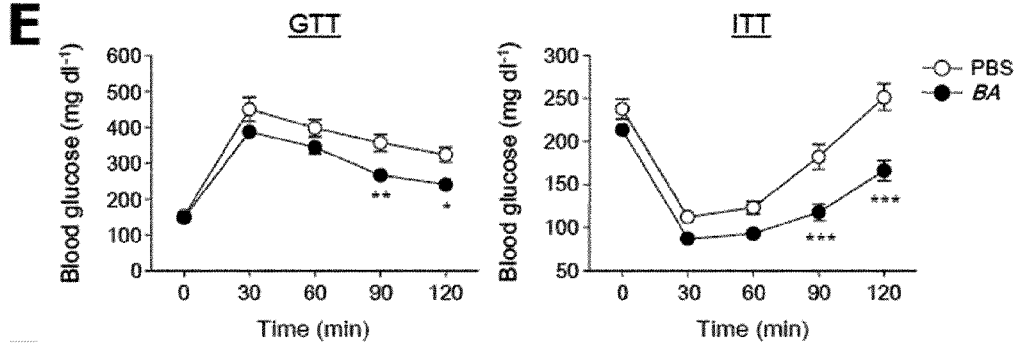 E
GTT
Blood glucose (mg dl⁻¹)
600
500
400
300
200
100
0
**
*
0 30 60 90 120
Time (min)
ITT
Blood glucose (mg dl⁻¹)
300
250
200
150
100
50
***
***
0 30 60 90 120
Time (min)
PBS
BA